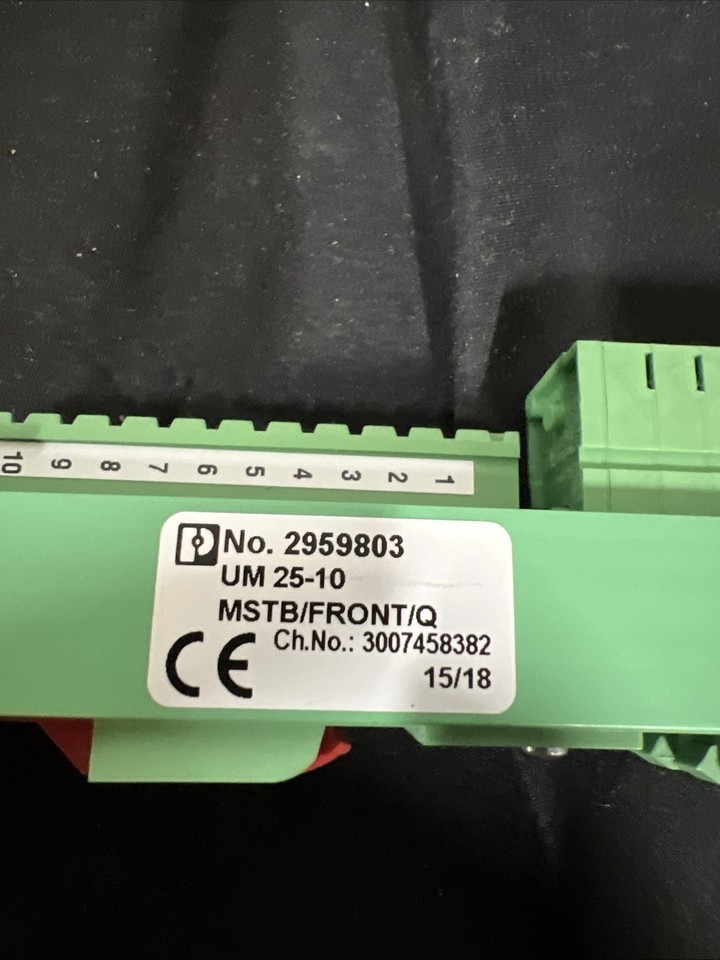 10 9 8 7 6 5 4 3 2 1
No. 2959803
UM 25-10
MSTB/FRONT/Q
CE Ch.No.: 3007458382
15/18